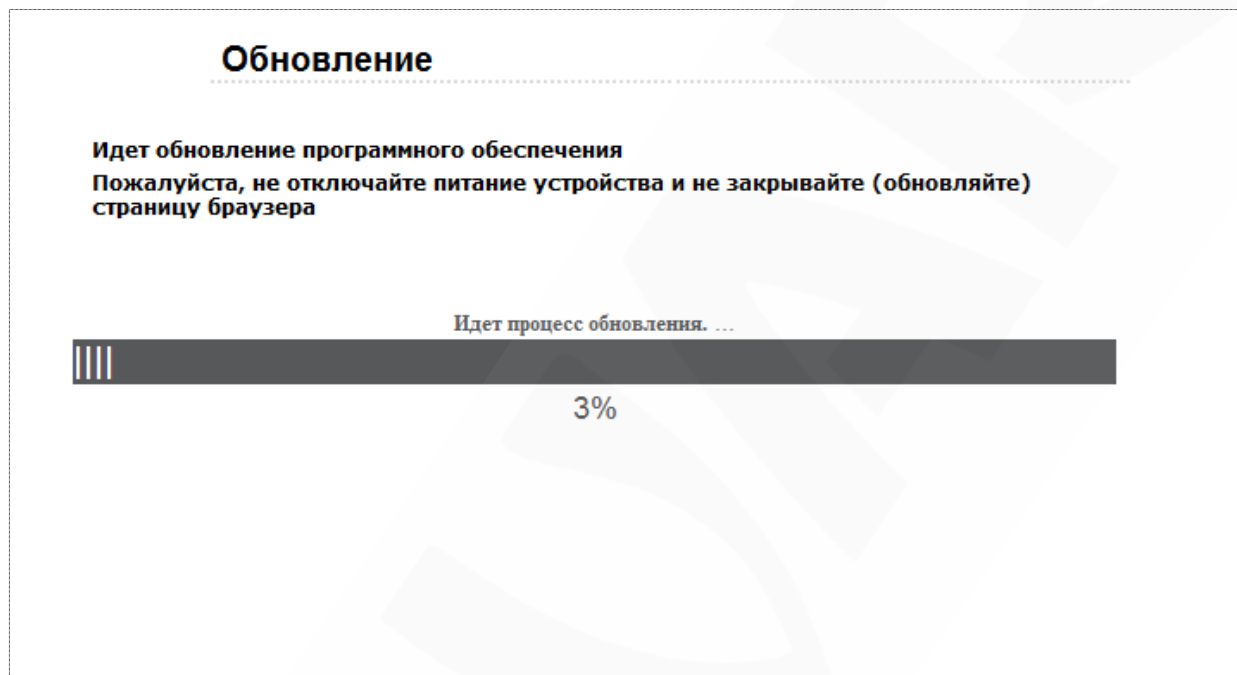 Обновление
Идет обновление программного обеспечения
Пожалуйста, не отключайте питание устройства и не закрывайте (обновляйте)
страницу браузера
Идет процесс обновления. ...
3%